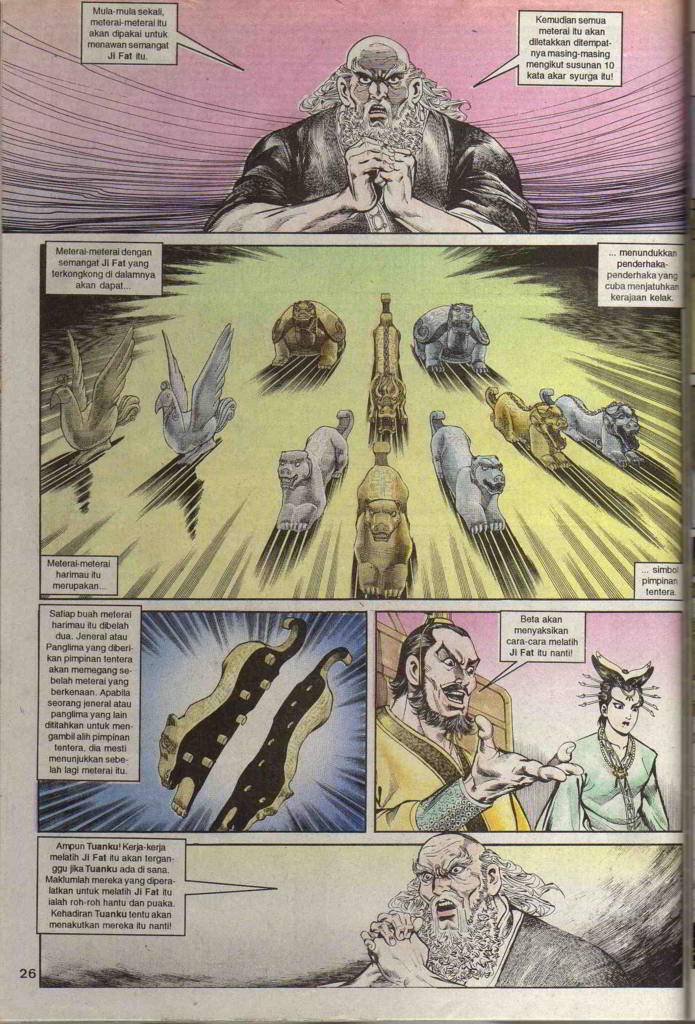 Mula-mula sekali,
meterai-meterai itu
akan dipakai untuk
menawan semangat
Ji Fat itu.
Kemudian semua
meterai itu akan
diletakkan ditempat-
nya masing-masing
mengikut susunan 10
kata akar syurga itu!
Meterai-meterai dengan
semangat Ji Fat yang
terkongkong di dalamnya
akan dapat...
... menundukkan
penderhaka-
penderhaka yang
cuba menjatuhkan
kerajaan kelak.
Meterai-meterai
harimau itu
merupakan...
... simbol
pimpinan
tentera.
Satiap buah meterai
harimau itu dibelah
dua. Jeneral atau
Panglima yang diberi-
kan pimpinan tentera
akan memegang se-
belah meterai yang
berkenaan. Apabila
seorang jeneral atau
panglima yang lain
dititahkan untuk men-
gambil alih pimpinan
tentera, dia mesti
menunjukkan sebe-
lah lagi meterai itu.
Beta akan
menyaksikan
cara-cara melatih
Ji Fat itu nanti!
Ampun Tuanku! Kerja-kerja
melatih Ji Fat itu akan tergan-
ggu jika Tuanku ada di sana.
Maklumlah mereka yang dipera-
latkan untuk melatih Ji Fat itu
ialah roh-roh hantu dan puaka.
Kehadiran Tuanku tentu akan
menakutkan mereka itu nanti!
26